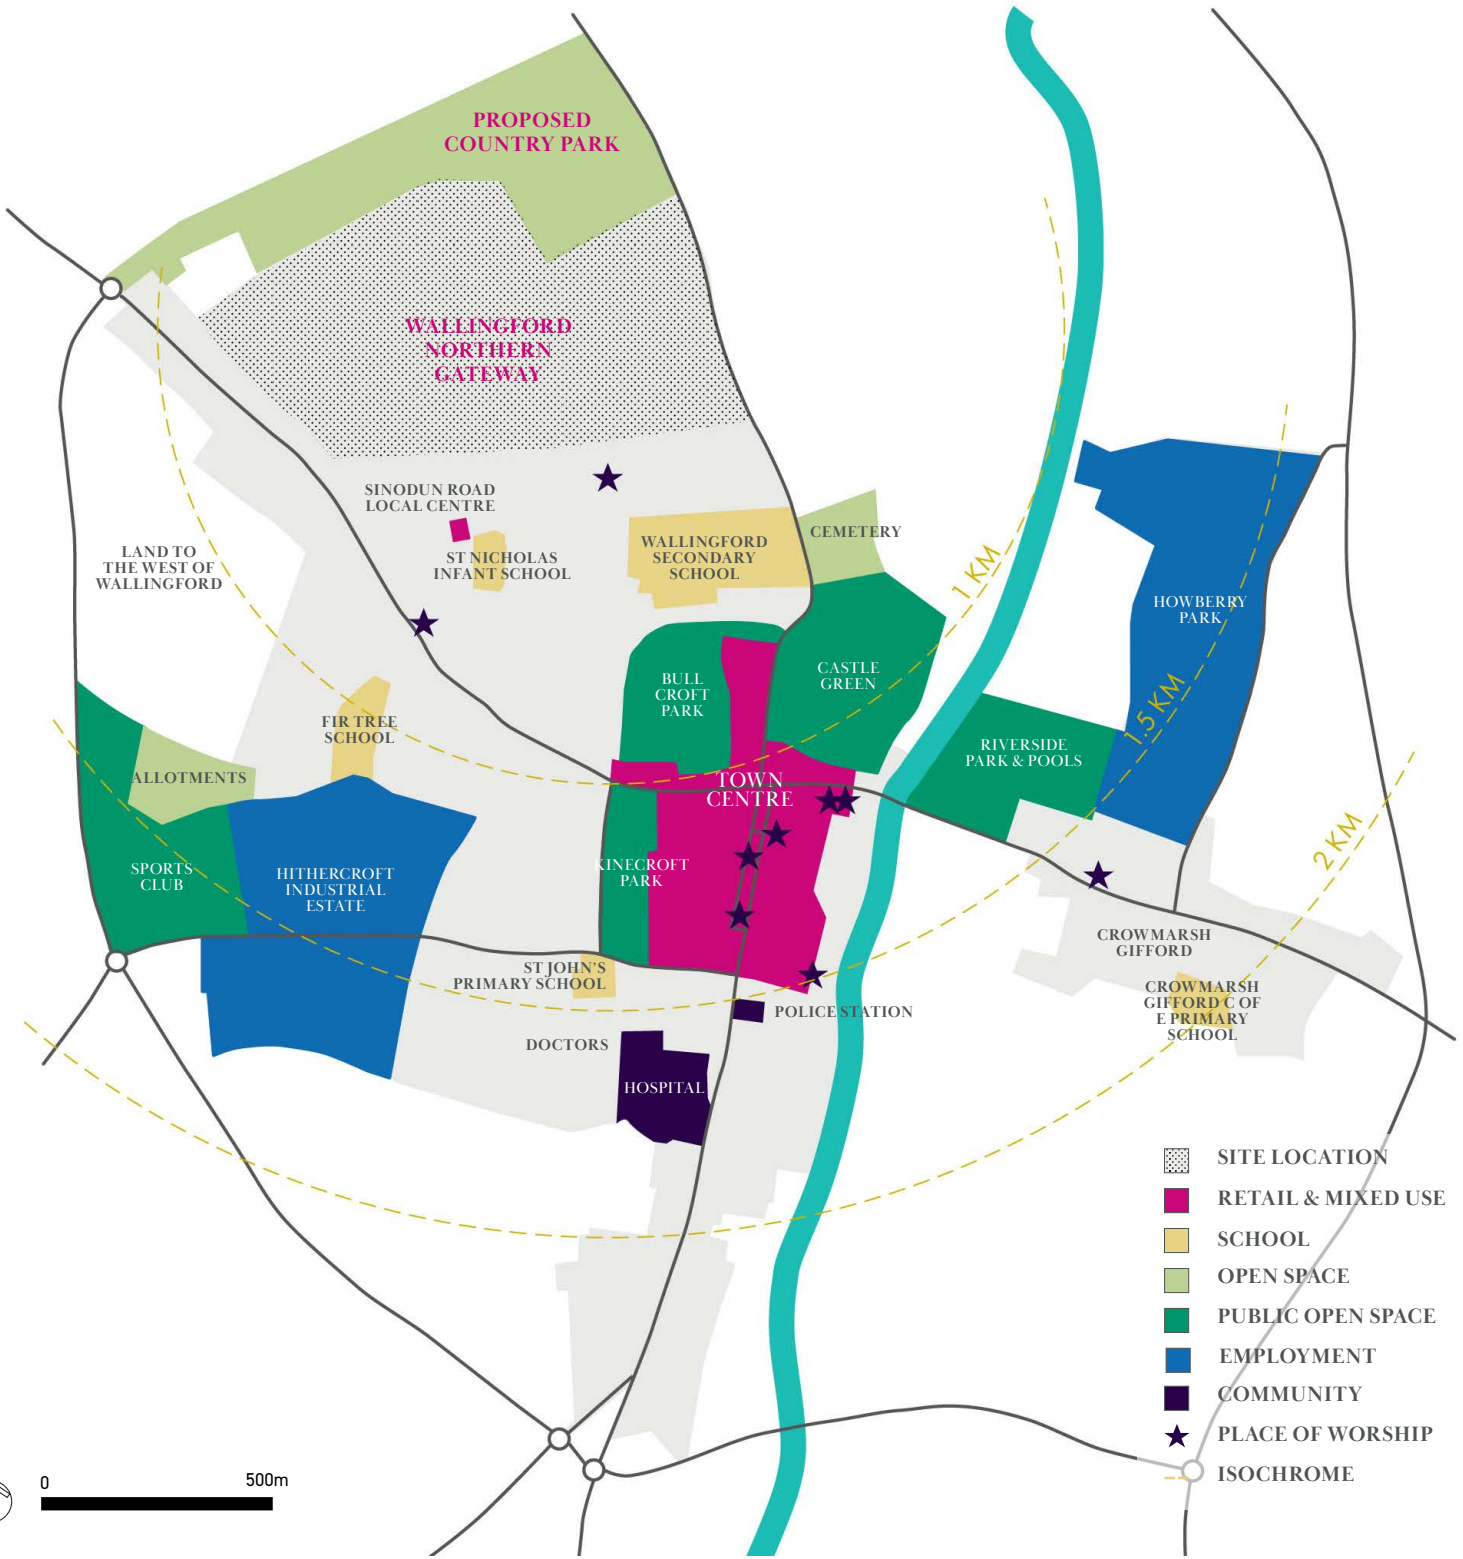 PROPOSED
COUNTRY PARK
WALLINGFORD
NORTHERN
GATEWAY
SINODUN ROAD
LOCAL CENTRE
ST NICHOLAS
INFANT SCHOOL
WALLINGFORD
SECONDARY
SCHOOL
CEMETERY
LAND TO
THE WEST OF
WALLINGFORD
1 KM
HOWBERRY
PARK
BULL
CROFT
PARK
CASTLE
GREEN
FIR TREE
SCHOOL
1.5 KM
RIVERSIDE
PARK & POOLS
ALLOTMENTS
TOWN
CENTRE
2 KM
SPORTS
CLUB
HITHERCROFT
INDUSTRIAL
ESTATE
KINECROFT
PARK
CROWMARSH
GIFFORD
ST JOHN'S
PRIMARY SCHOOL
CROWMARSH
GIFFORD C OF
E PRIMARY
SCHOOL
POLICE STATION
DOCTORS
HOSPITAL
SITE LOCATION
RETAIL & MIXED USE
SCHOOL
OPEN SPACE
PUBLIC OPEN SPACE
EMPLOYMENT
COMMUNITY
PLACE OF WORSHIP
ISOCHROME
0 500m